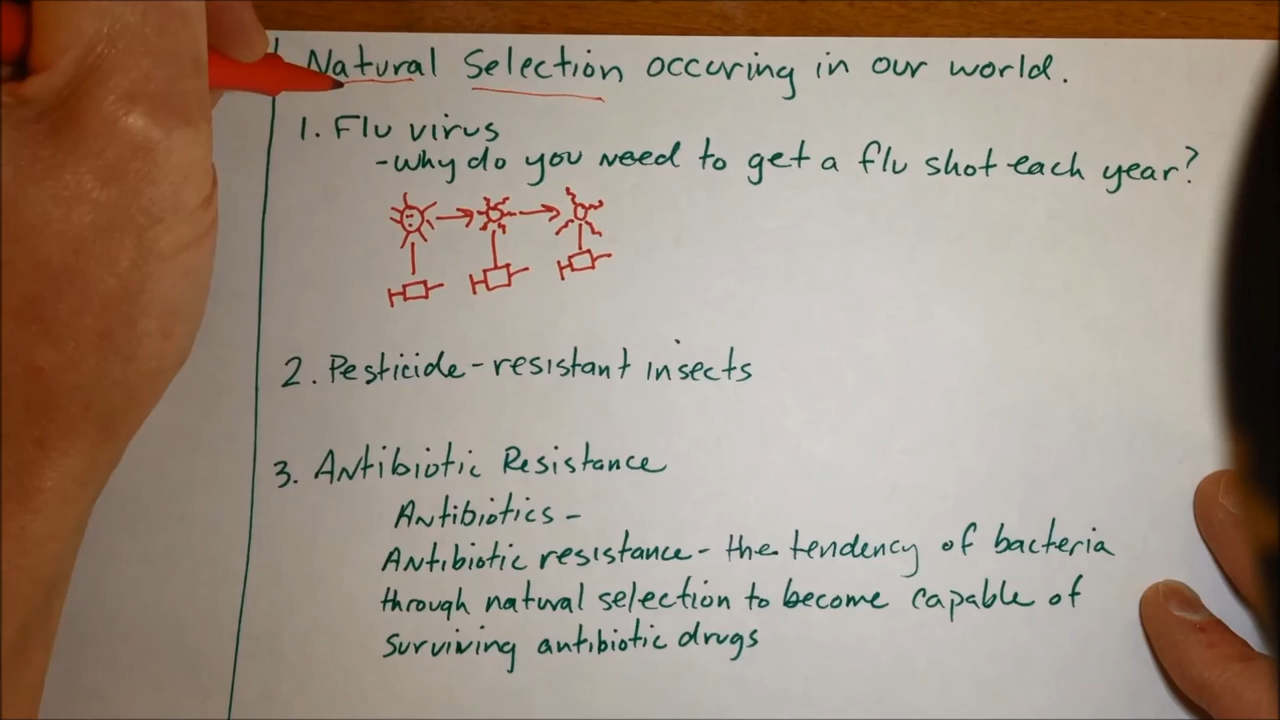 Natural Selection occuring in our world.
1. Flu virus
- Why do you need to get a flu shot each year?
2. Pesticide-resistant insects
3. Antibiotic Resistance
Antibiotics -
Antibiotic resistance - the tendency of bacteria
through natural selection to become capable of
surviving antibiotic drugs